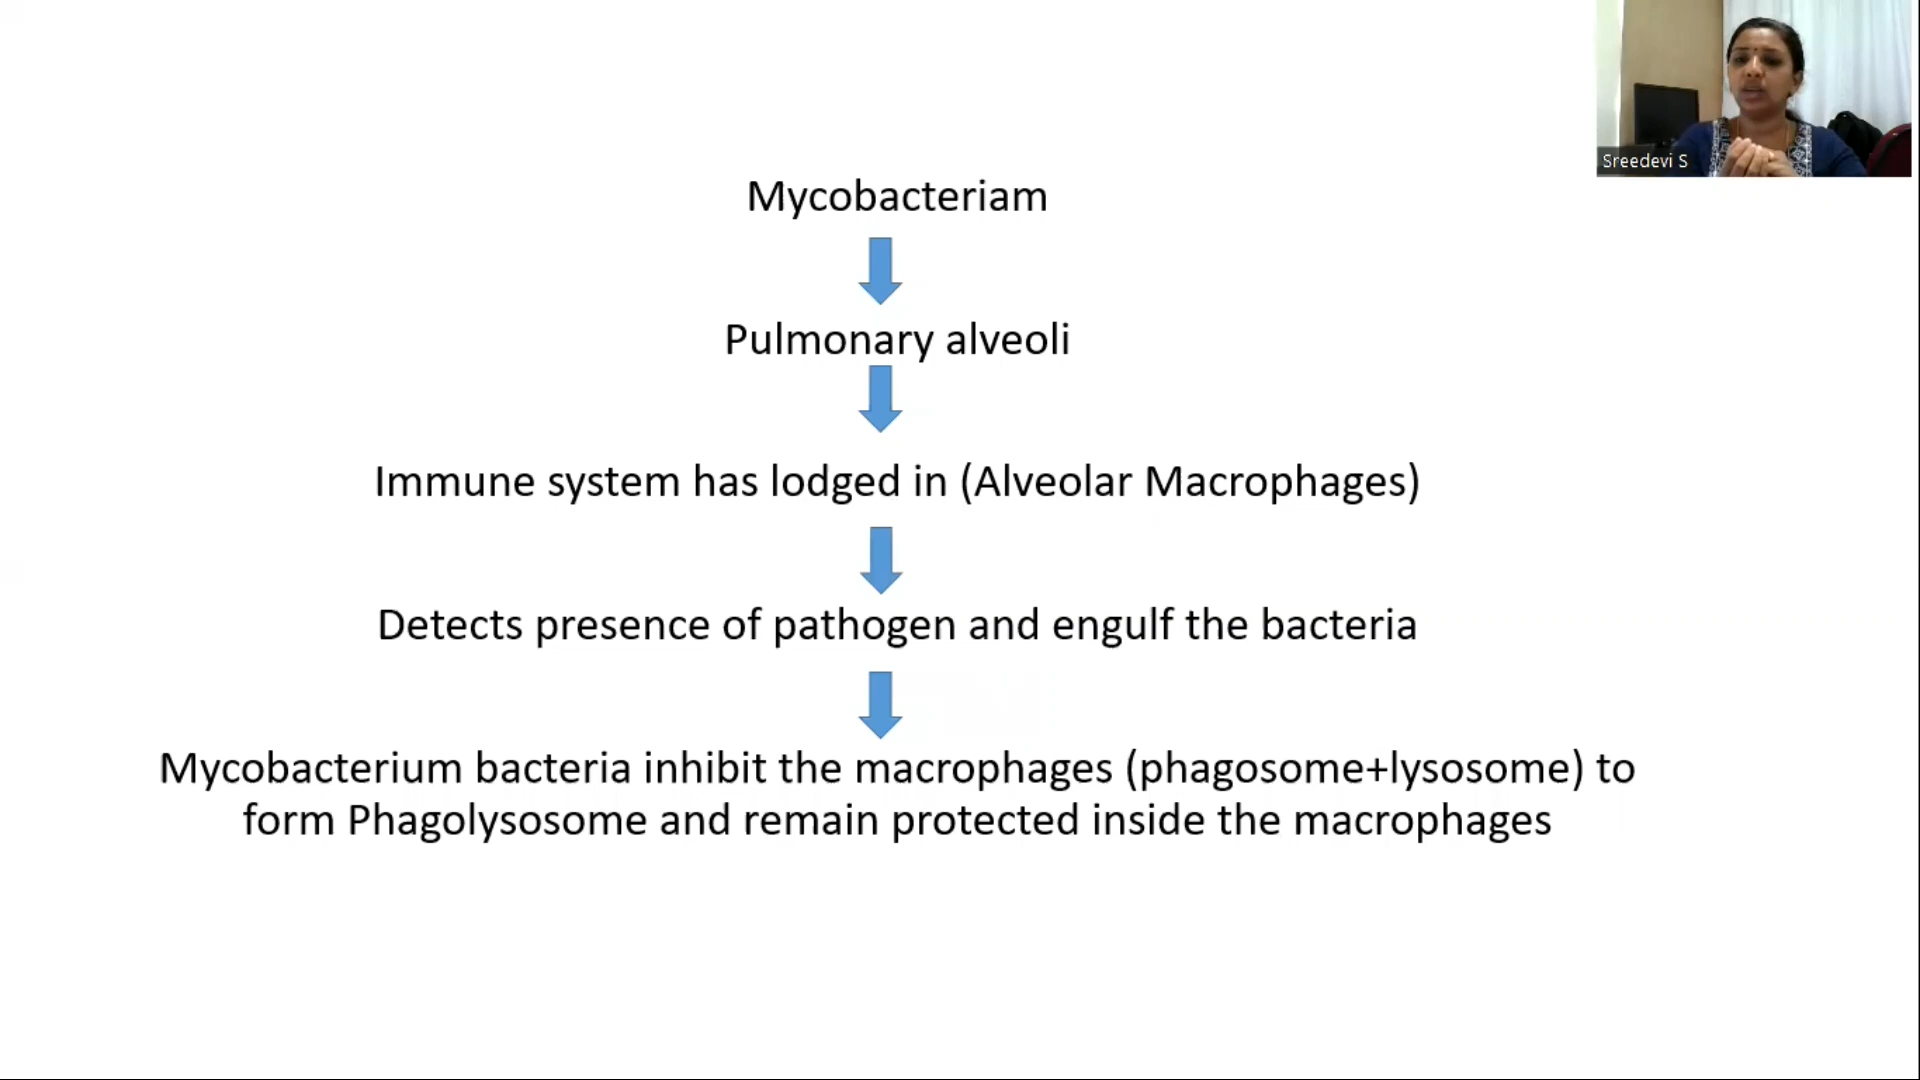 Sreedevi S
Mycobacteriam
Pulmonary alveoli
Immune system has lodged in (Alveolar Macrophages)
Detects presence of pathogen and engulf the bacteria
Mycobacterium bacteria inhibit the macrophages (phagosome+lysosome) to
form Phagolysosome and remain protected inside the macrophages